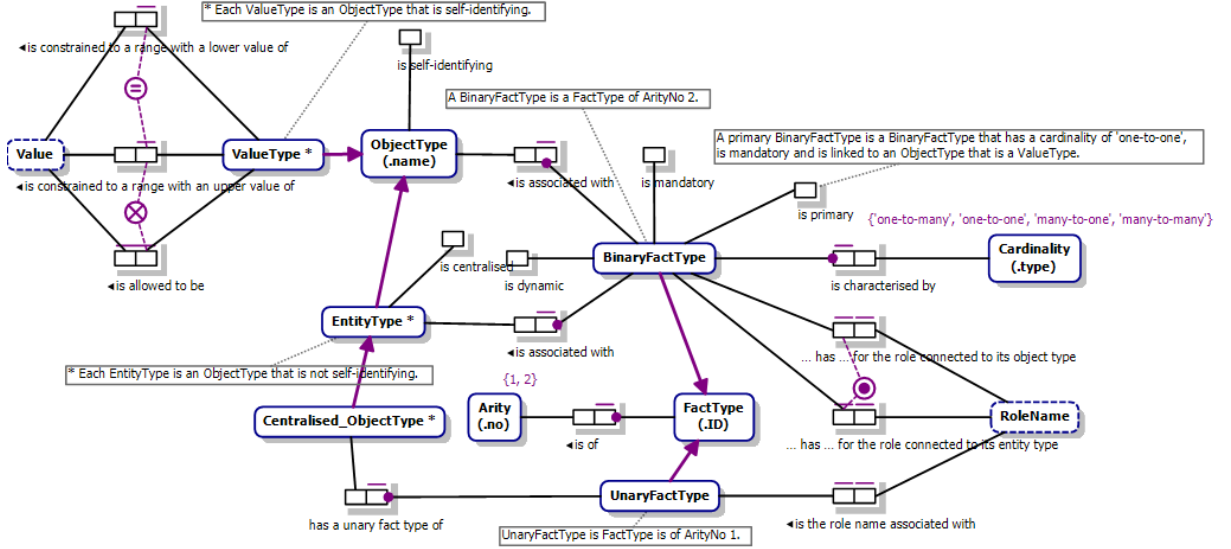 * Each ValueType is an ObjectType that is self-identifying.
◄is constrained to a range with a lower value of
is self-identifying
A BinaryFactType is a FactType of ArityNo 2.
Value
ValueType *
ObjectType
(.name)
A primary BinaryFactType is a BinaryFactType that has a cardinality of 'one-to-one',
is mandatory and is linked to an ObjectType that is a ValueType.
◄is constrained to a range with an upper value of
◄is associated with
is mandatory
is primary
{'one-to-many', 'one-to-one', 'many-to-one', 'many-to-many'}
is centralised
BinaryFactType
Cardinality
(.type)
◄is allowed to be
is dynamic
is characterised by
EntityType *
◄is associated with
... has ... for the role connected to its object type
* Each EntityType is an ObjectType that is not self-identifying.
{1, 2}
Centralised_ObjectType *
Arity
(.no)
FactType
(.ID)
RoleName
◄is of
... has ... for the role connected to its entity type
UnaryFactType
has a unary fact type of
◄is the role name associated with
UnaryFactType is FactType is of ArityNo 1.